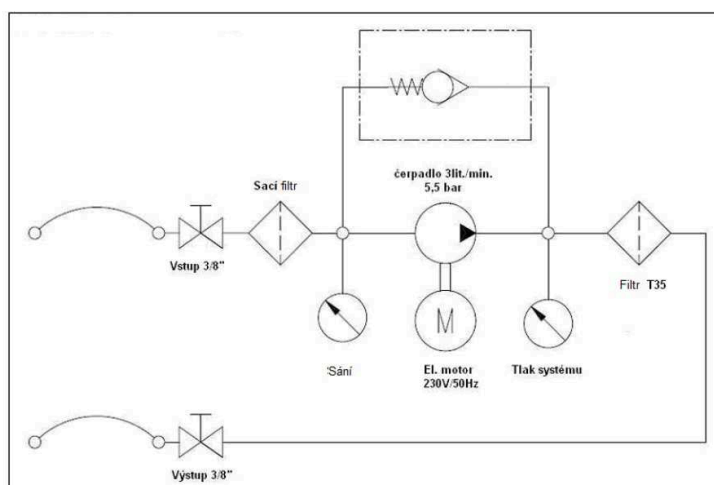 čerpadlo 3lit./min.
5,5 bar
Sací filtr
Vstup 3/8"
Filtr T35
M
Sání
El. motor
230V/50Hz
Tlak systému
Výstup 3/8"